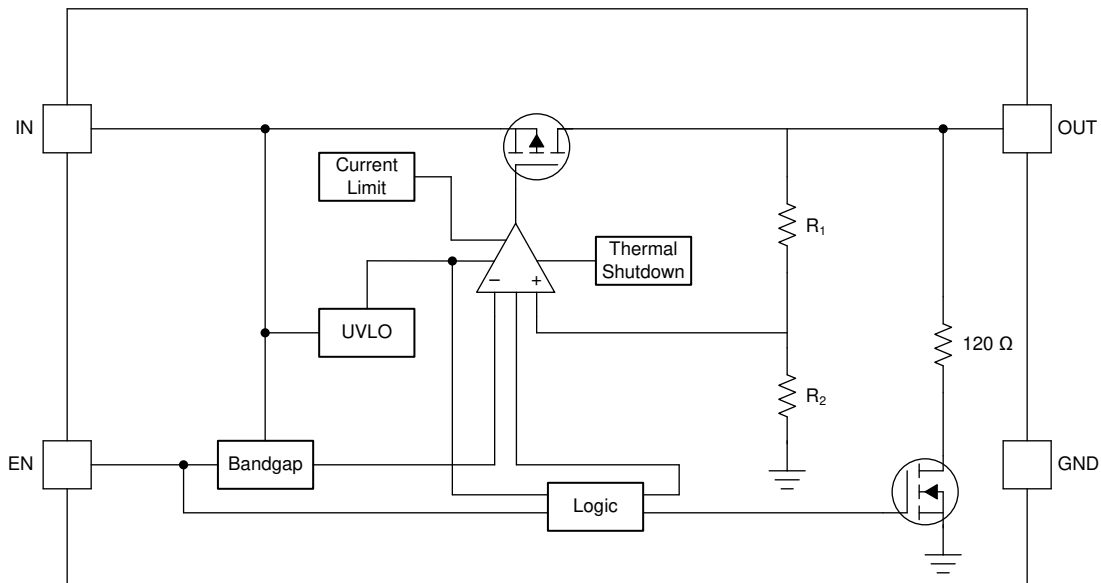 IN
OUT
Current
Limit
R1
Thermal
Shutdown
− +
UVLO
120 Ω
R2
EN
Bandgap
GND
Logic